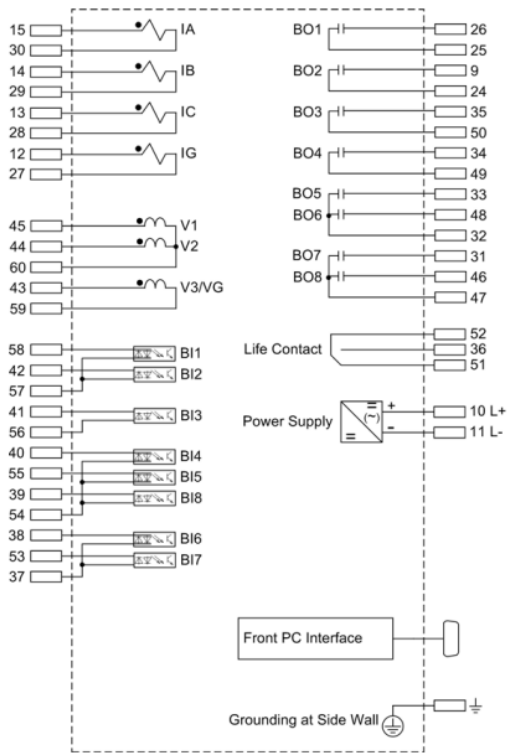 15 IA BO1 26
30 25
14 IB BO2 9
29 24
13 IC BO3 35
28 50
12 IG BO4 34
27 49
BO5 33
45 V1 BO6 48
44 V2 32
60 BO7 31
43 V3/VG BO8 46
59 47
58 BI1 52
42 BI2 Life Contact 36
57 51
41 BI3 + 10 L+
56 Power Supply (~) - 11 L-
40 BI4
55 BI5
39 BI8
54
38 BI6
53 BI7
37
Front PC Interface
Grounding at Side Wall